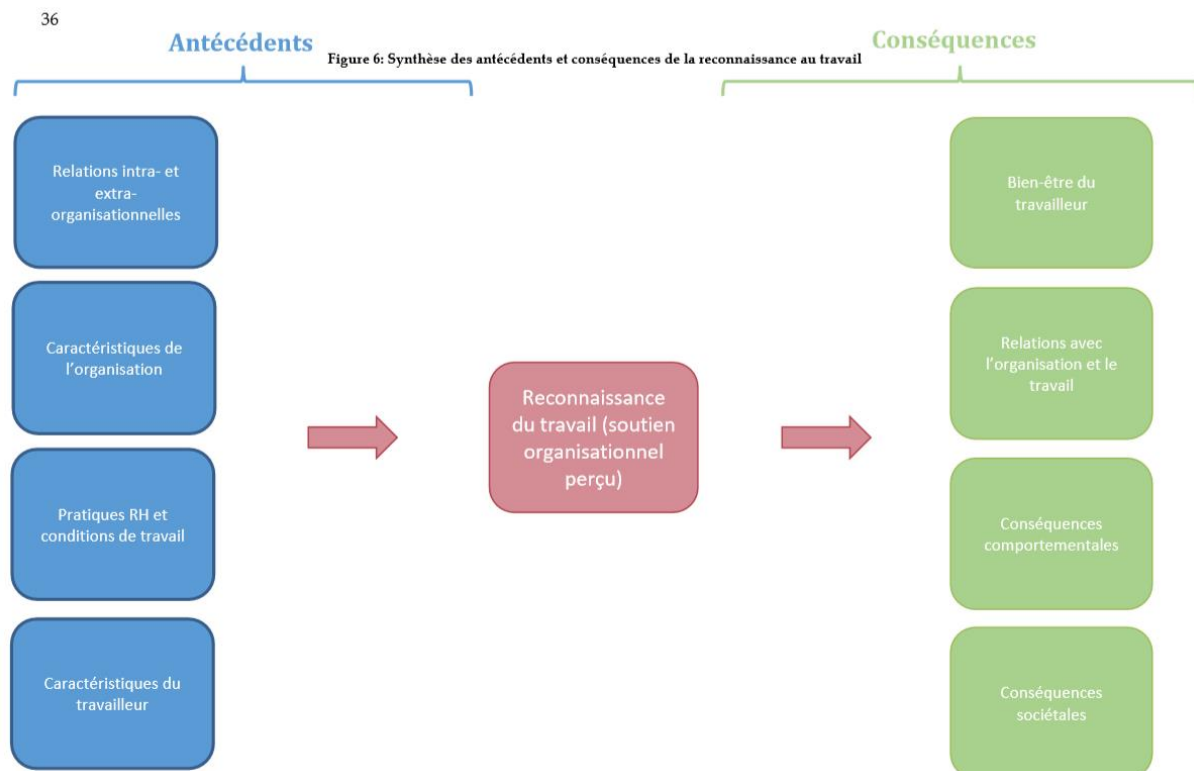 36
Antécédents
Conséquences
Figure 6: Synthèse des antécédents et conséquences de la reconnaissance au travail
Relations intra- et
extra-
organisationnelles
Caractéristiques de
l'organisation
Pratiques RH et
conditions de travail
Caractéristiques du
travailleur
Reconnaissance
du travail (soutien
organisationnel
perçu)
Bien-être du
travailleur
Relations avec
l'organisation et le
travail
Conséquences
comportementales
Conséquences
sociétales